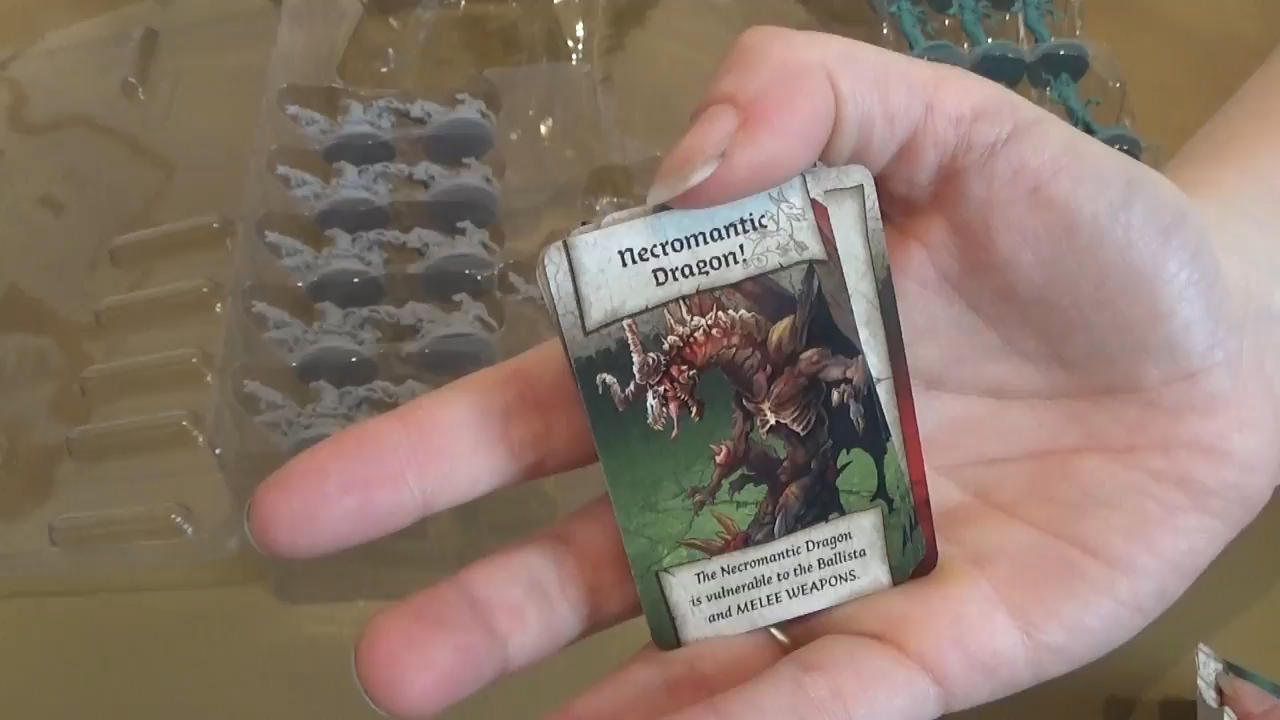 Necromantic
Dragon!
The Necromantic Dragon
is vulnerable to the Ballista
and MELEE WEAPONS.